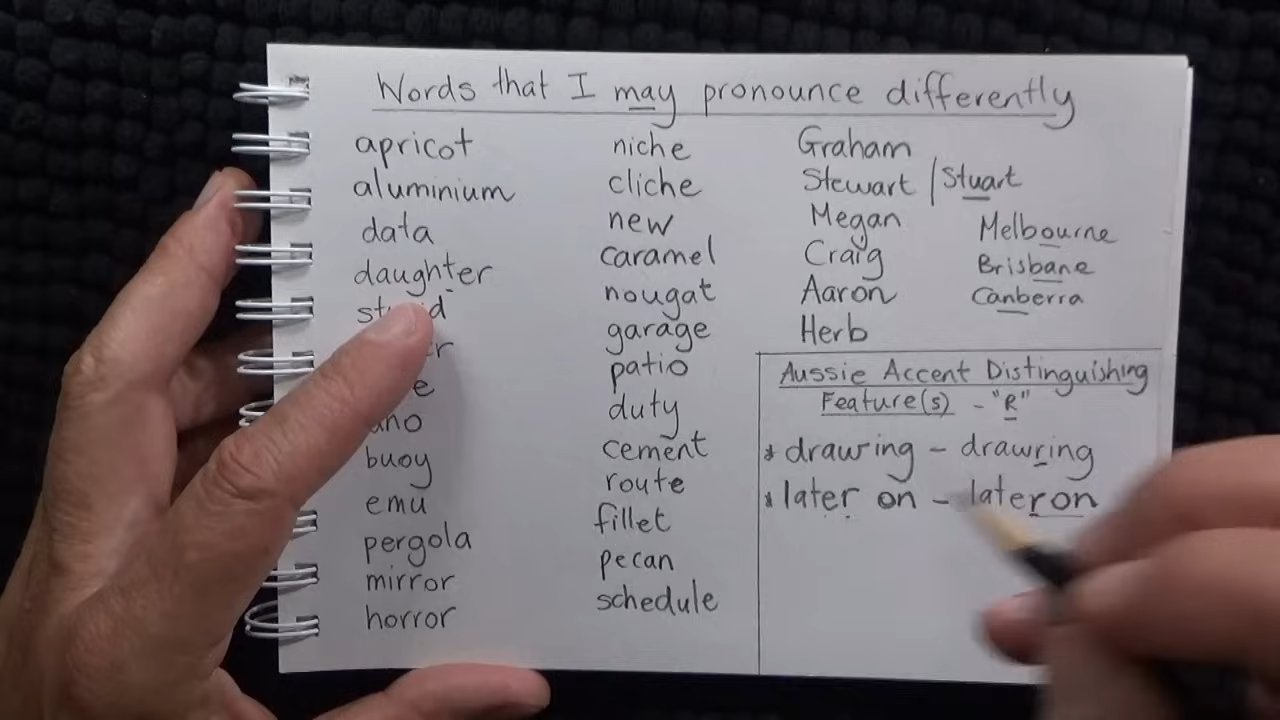 Words that I may pronounce differently
apricot
aluminium
data
daughter
buoy
emu
pergola
mirror
horror
niche
cliche
new
caramel
nougat
garage
patio
duty
cement
route
fillet
pecan
schedule
Graham
Stewart / Stuart
Megan
Craig
Aaron
Herb
Melbourne
Brisbane
Canberra
Aussie Accent Distinguishing
Feature(s) - "R"
* drawing - drawring
* later on - lateron